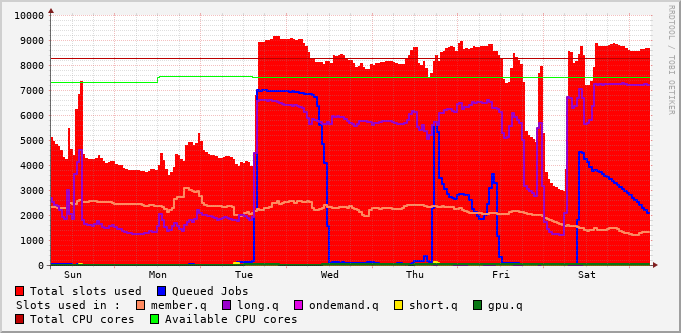 10000
9000
8000
7000
6000
5000
4000
3000
2000
1000
0
Sun Mon Tue Wed Thu Fri Sat
RRDTOOL / TOBI OETIKER
Total slots used Queued Jobs
Slots used in : member.q long.q ondemand.q short.q gpu.q
Total CPU cores Available CPU cores